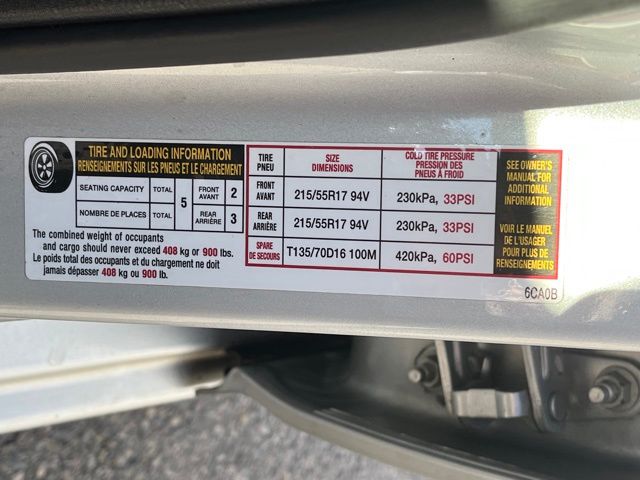 TIRE AND LOADING INFORMATION
RENSEIGNEMENTS SUR LES PNEUS ET LE CHARGEMENT
SEATING CAPACITY TOTAL 5 FRONT AVANT 2
NOMBRE DE PLACES TOTAL REAR ARRIÈRE 3
The combined weight of occupants
and cargo should never exceed 408 kg or 900 lbs.
Le poids total des occupants et du chargement ne doit
jamais dépasser 408 kg ou 900 lb.
TIRE PNEU SIZE DIMENSIONS COLD TIRE PRESSURE PRESSION DES PNEUS À FROID
FRONT AVANT 215/55R17 94V 230kPa, 33PSI
REAR ARRIÈRE 215/55R17 94V 230kPa, 33PSI
SPARE DE SECOURS T135/70D16 100M 420kPa, 60PSI
SEE OWNER'S
MANUAL FOR
ADDITIONAL
INFORMATION
VOIR LE MANUEL
DE L'USAGER
POUR PLUS DE
RENSEIGNEMENTS
6CA0B